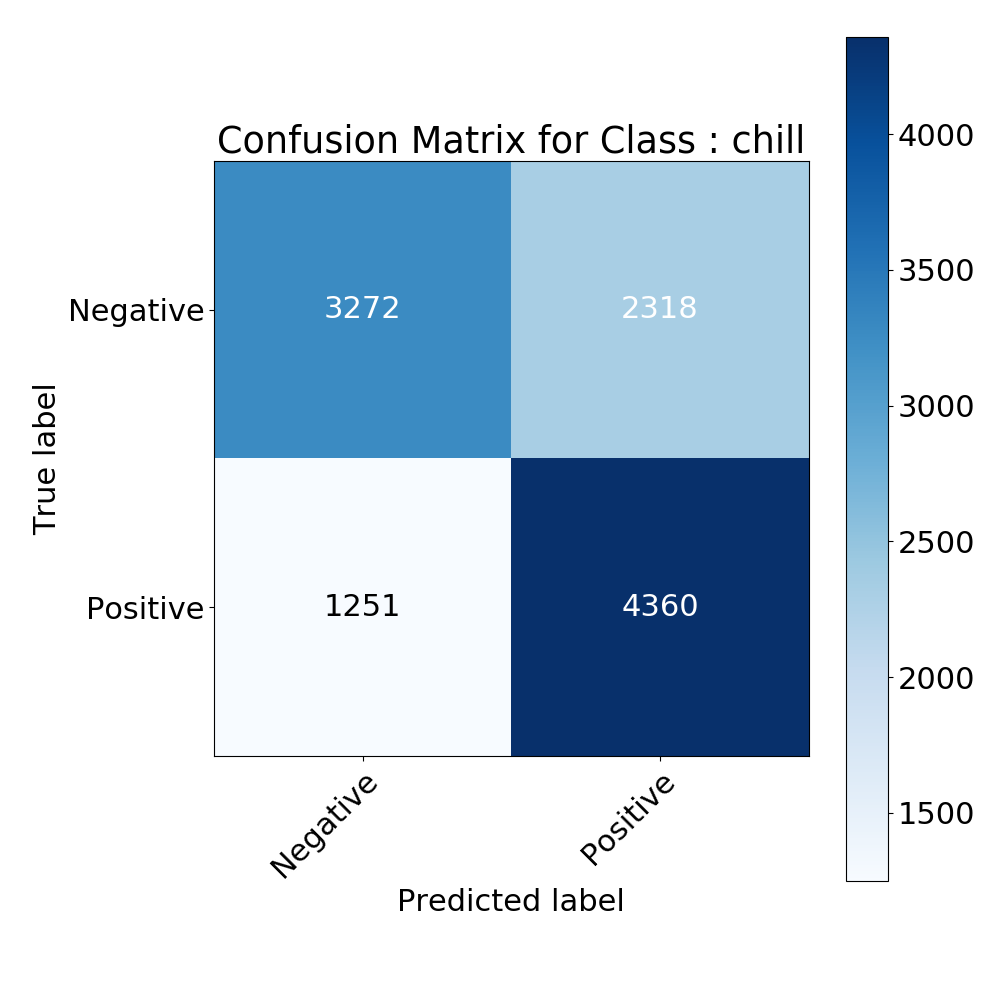 Confusion Matrix for Class : chill
True label
Negative
Positive
3272
2318
1251
4360
Negative
Positive
Predicted label
4000
3500
3000
2500
2000
1500